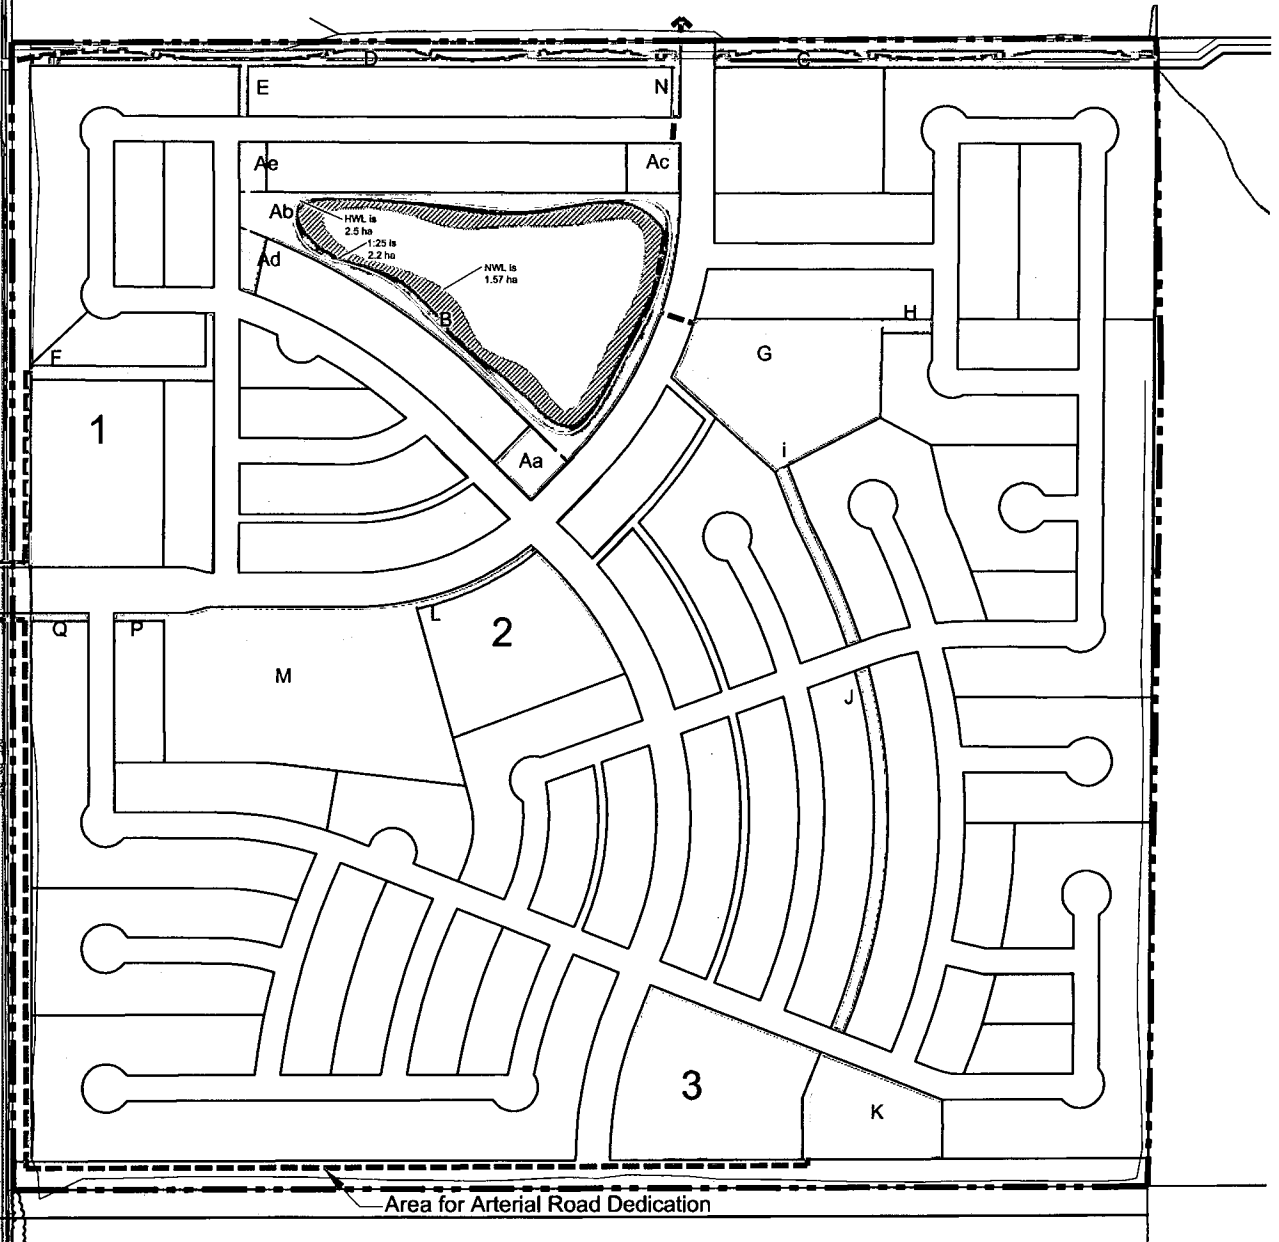 D
C
E
N
Ae
Ac
Ab
HWL is
2.5 ha
1:25 is
2.2 ha
Ad
NWL is
1.57 ha
B
H
F
G
1
i
Aa
L
Q
P
2
M
J
3
K
Area for Arterial Road Dedication